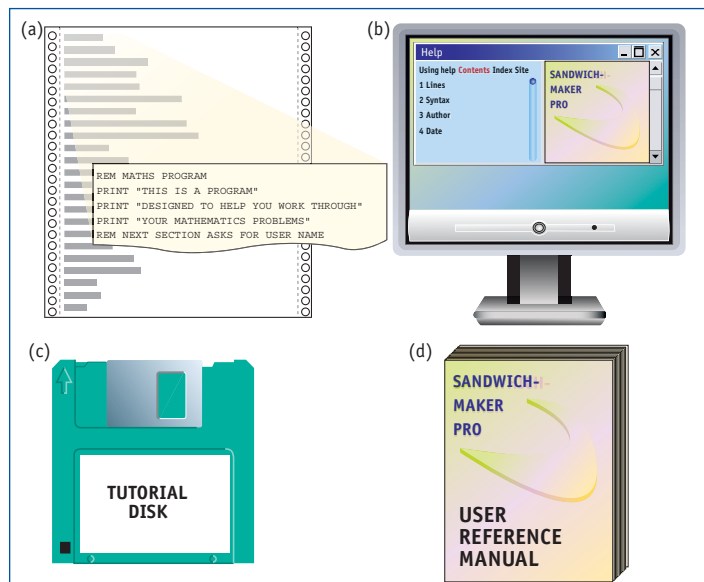 (a)
REM MATHS PROGRAM
PRINT "THIS IS A PROGRAM"
PRINT "DESIGNED TO HELP YOU WORK THROUGH"
PRINT "YOUR MATHEMATICS PROBLEMS"
REM NEXT SECTION ASKS FOR USER NAME
(b)
Help
Using help Contents Index Site
1 Lines
2 Syntax
3 Author
4 Date
SANDWICH-
MAKER
PRO
(c)
TUTORIAL
DISK
(d)
SANDWICH-
MAKER
PRO
USER
REFERENCE
MANUAL